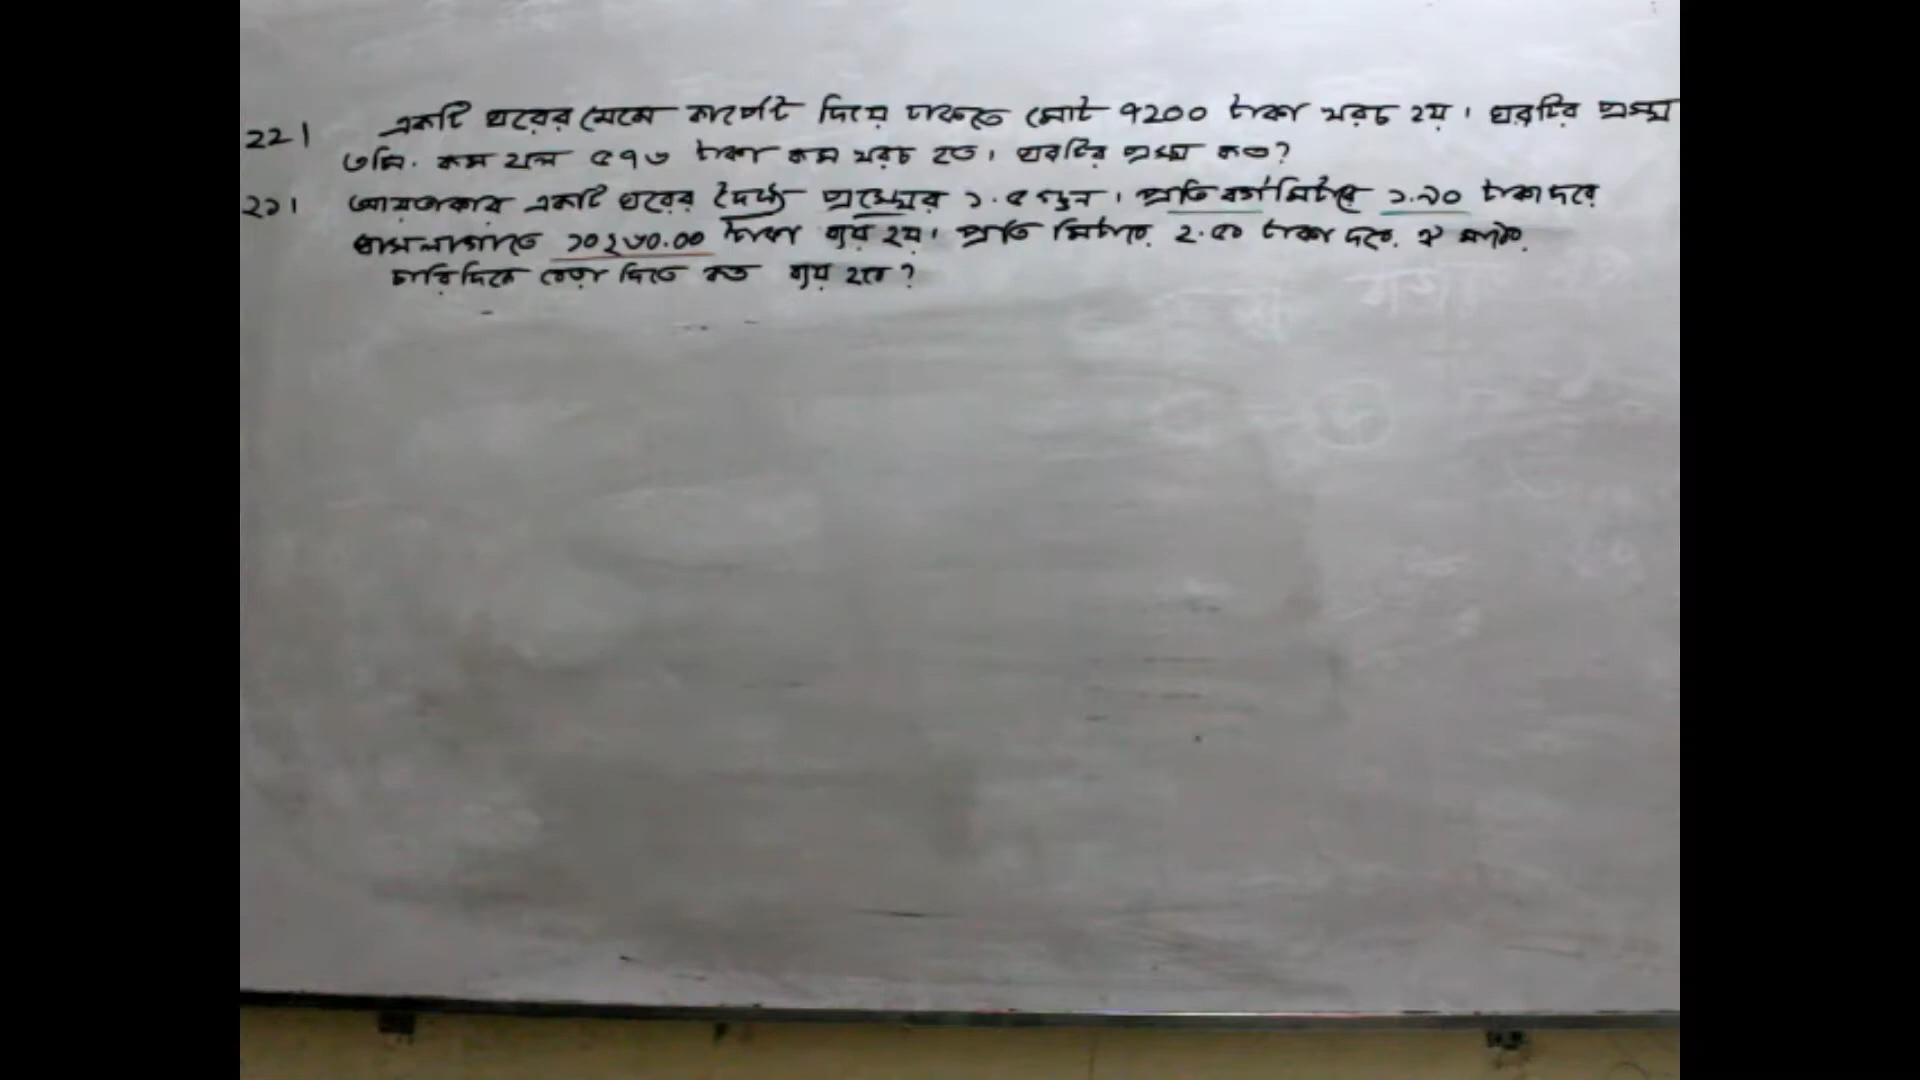 ২২। একটি ঘরের মেঝে কার্পেট দিয়ে ঢাকতে মোট ৭২০০ টাকা খরচ হয়। ঘরটির প্রস্থ
৩মি. কম হলে ৫৭৬ টাকা কম খরচ হত। ঘরটির প্রস্থ কত?
২১। আয়তাকার একটি ঘরের দৈর্ঘ্য প্রস্থের ১.৫ গুন। প্রতি বর্গমিটারে ১.৯০ টাকা দরে
ঘাস লাগাতে ১০২৬০.০০ টাকা ব্যয় হয়। প্রতি মিটারে ২.৫০ টাকা দরে ঐ মাঠের
চারিদিকে বেড়া দিতে কত ব্যয় হবে?